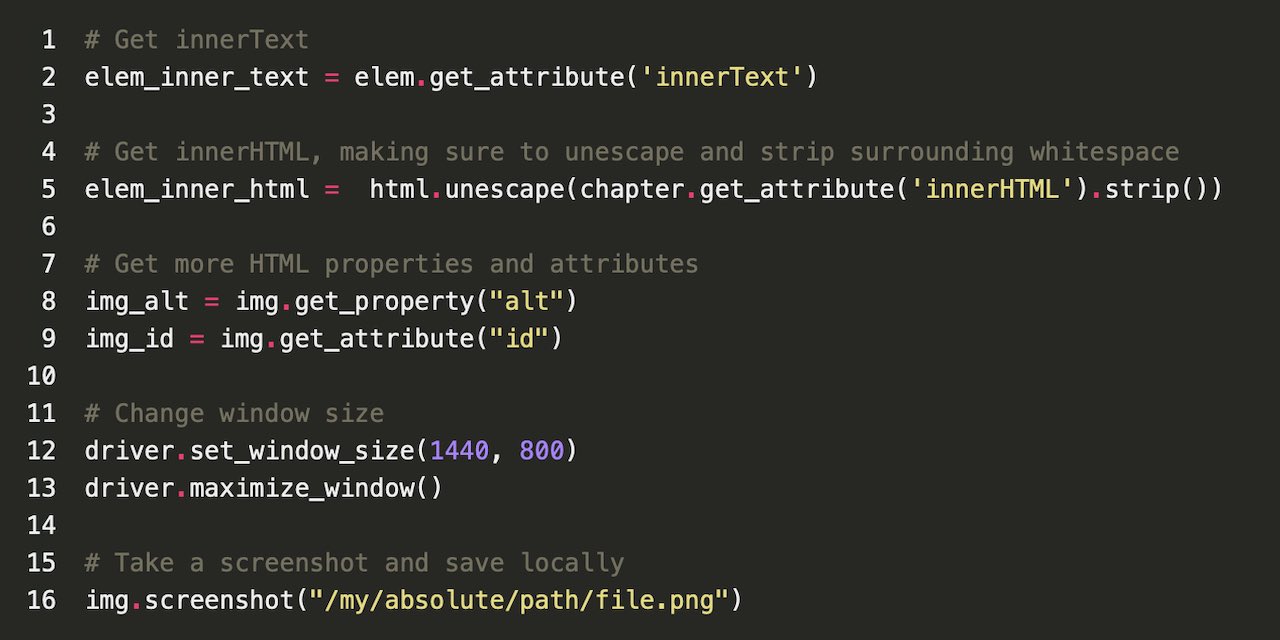 1 # Get innerText
2 elem_inner_text = elem.get_attribute('innerText')
3
4 # Get innerHTML, making sure to unescape and strip surrounding whitespace
5 elem_inner_html =  html.unescape(chapter.get_attribute('innerHTML').strip())
6
7 # Get more HTML properties and attributes
8 img_alt = img.get_property("alt")
9 img_id = img.get_attribute("id")
10
11 # Change window size
12 driver.set_window_size(1440, 800)
13 driver.maximize_window()
14
15 # Take a screenshot and save locally
16 img.screenshot("/my/absolute/path/file.png")